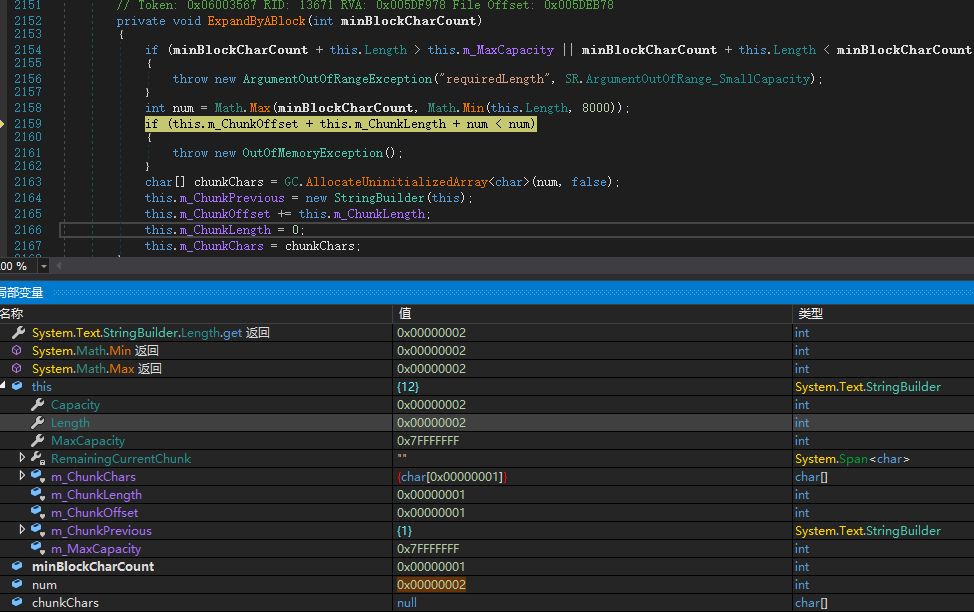 2151 // Token: 0x06003567 RID: 13671 RVA: 0x005DF978 File Offset: 0x005DEB78
2152 private void ExpandByABlock(int minBlockCharCount)
2153 {
2154 if (minBlockCharCount + this.Length > this.m_MaxCapacity || minBlockCharCount + this.Length < minBlockCharCount
2155 {
2156 throw new ArgumentOutOfRangeException("requiredLength", SR.ArgumentOutOfRange_SmallCapacity);
2157 }
2158 int num = Math.Max(minBlockCharCount, Math.Min(this.Length, 8000));
2159 if (this.m_ChunkOffset + this.m_ChunkLength + num < num)
2160 {
2161 throw new OutOfMemoryException();
2162 }
2163 char[] chunkChars = GC.AllocateUninitializedArray<char>(num, false);
2164 this.m_ChunkPrevious = new StringBuilder(this);
2165 this.m_ChunkOffset += this.m_ChunkLength;
2166 this.m_ChunkLength = 0;
2167 this.m_ChunkChars = chunkChars;
00 %
局部变量
名称 值 类型
System.Text.StringBuilder.Length.get 返回 0x00000002 int
System.Math.Min 返回 0x00000002 int
System.Math.Max 返回 0x00000002 int
this {12} System.Text.StringBuilder
Capacity 0x00000002 int
Length 0x00000002 int
MaxCapacity 0x7FFFFFFF int
RemainingCurrentChunk "" System.Span<char>
m_ChunkChars {char[0x00000001]} char[]
m_ChunkLength 0x00000001 int
m_ChunkOffset 0x00000001 int
m_ChunkPrevious {1} System.Text.StringBuilder
m_MaxCapacity 0x7FFFFFFF int
minBlockCharCount 0x00000001 int
num 0x00000002 int
chunkChars null char[]